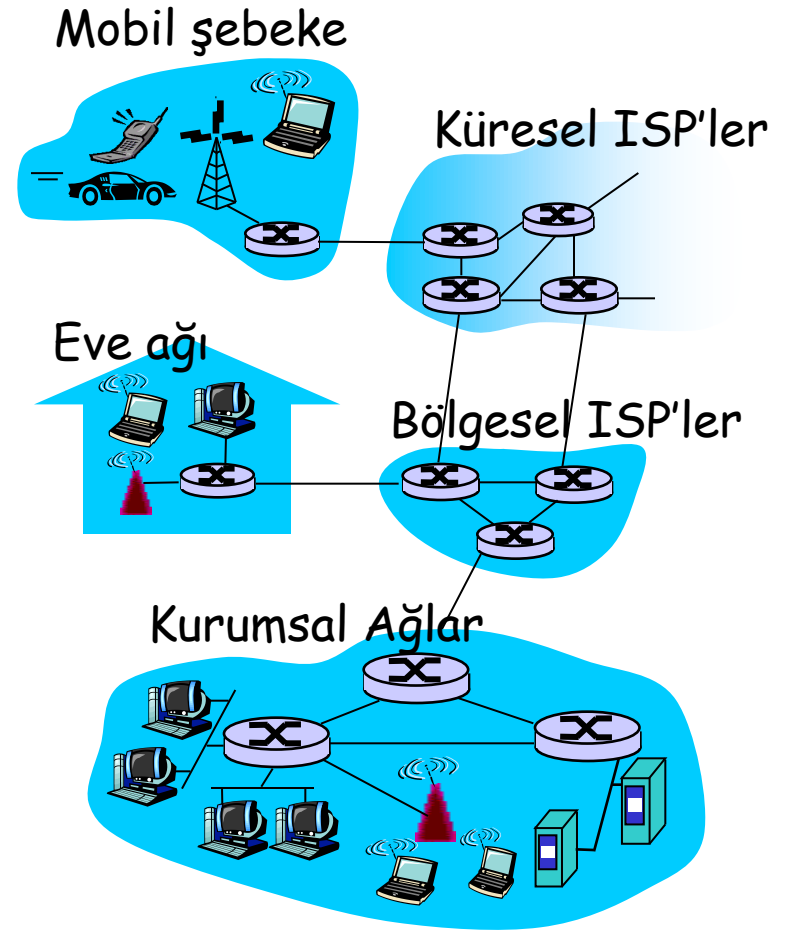 Mobil şebeke
Küresel ISP'ler
Eve ağı
Bölgesel ISP'ler
Kurumsal Ağlar